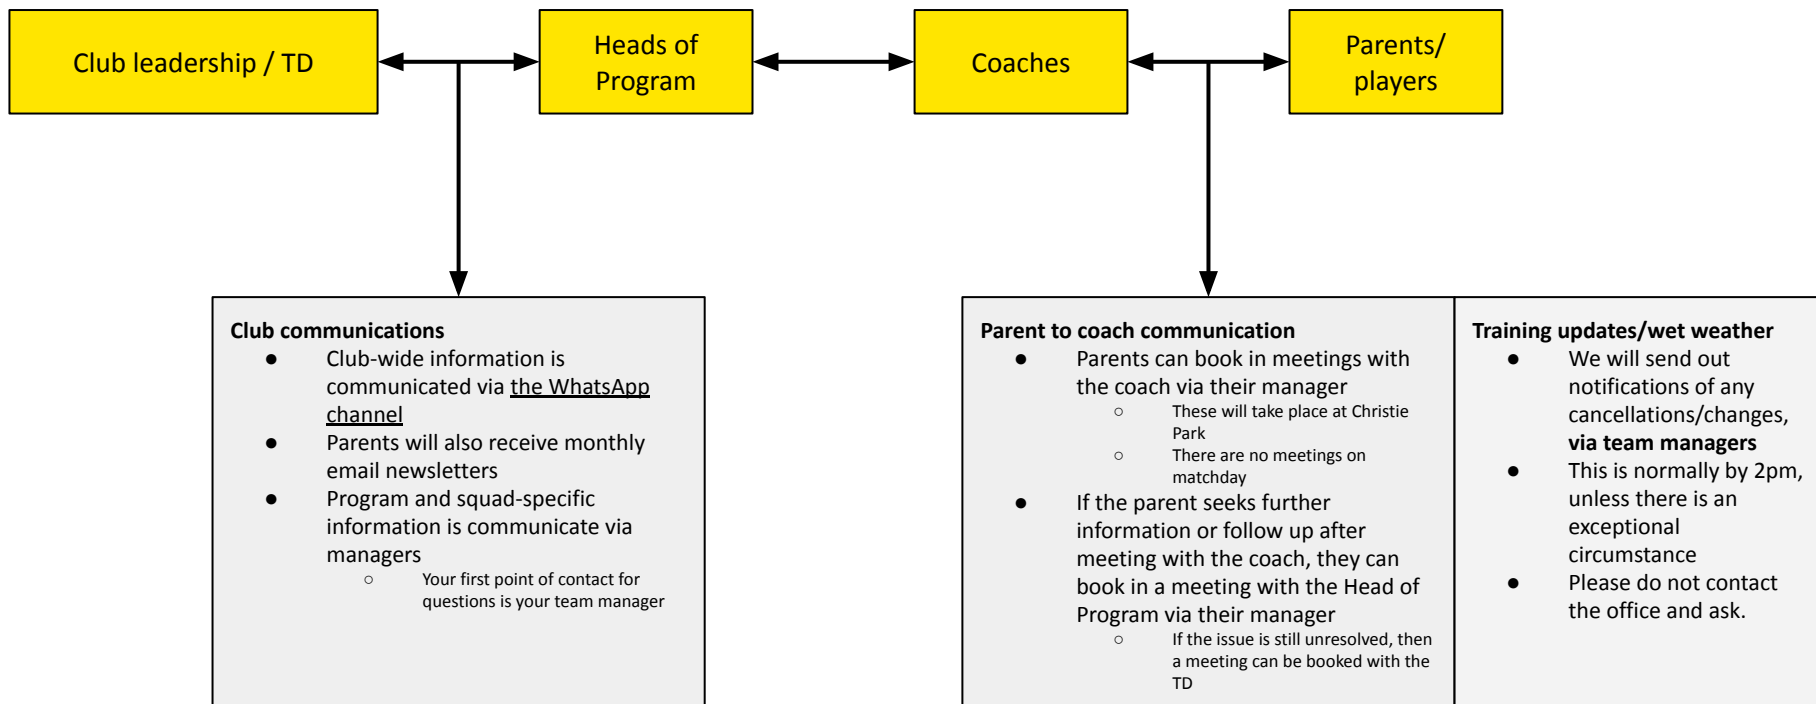 Club leadership / TD
Heads of
Program
Coaches
Parents/
players
Club communications
● Club-wide information is
communicated via the WhatsApp
channel
● Parents will also receive monthly
email newsletters
● Program and squad-specific
information is communicate via
managers
○ Your first point of contact for
questions is your team manager
Parent to coach communication
● Parents can book in meetings with
the coach via their manager
○ These will take place at Christie
Park
○ There are no meetings on
matchday
● If the parent seeks further
information or follow up after
meeting with the coach, they can
book in a meeting with the Head of
Program via their manager
○ If the issue is still unresolved, then
a meeting can be booked with the
TD
Training updates/wet weather
● We will send out
notifications of any
cancellations/changes,
via team managers
● This is normally by 2pm,
unless there is an
exceptional
circumstance
● Please do not contact
the office and ask.